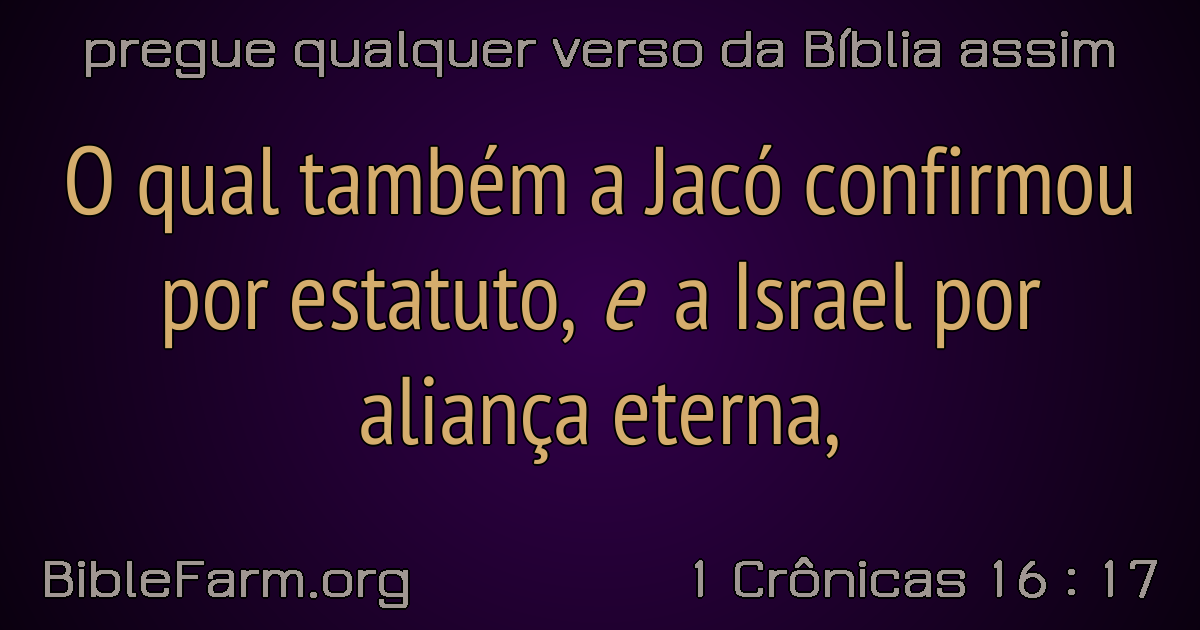 pregue qualquer verso da Bíblia assim
O qual também a Jacó confirmou
por estatuto, e a Israel por
aliança eterna,
BibleFarm.org
1 Crônicas 16 : 17